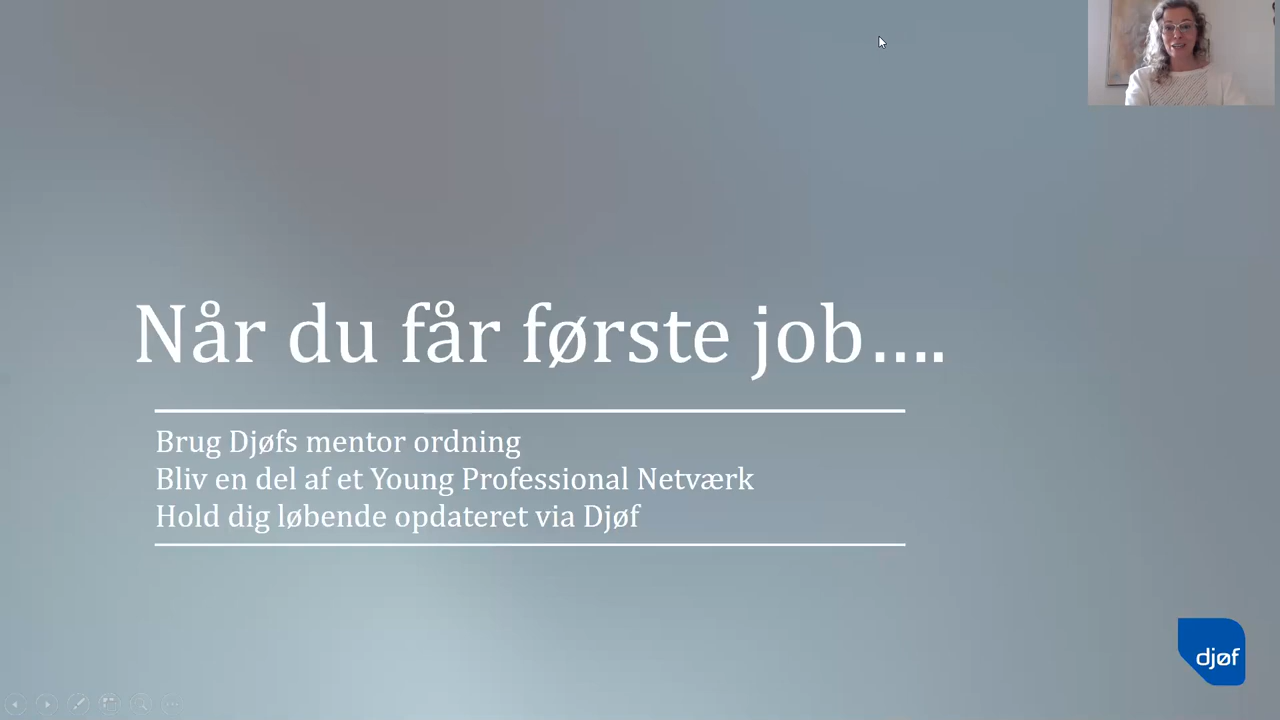 Når du får første job....
Brug Djøfs mentor ordning
Bliv en del af et Young Professional Netværk
Hold dig løbende opdateret via Djøf
djøf